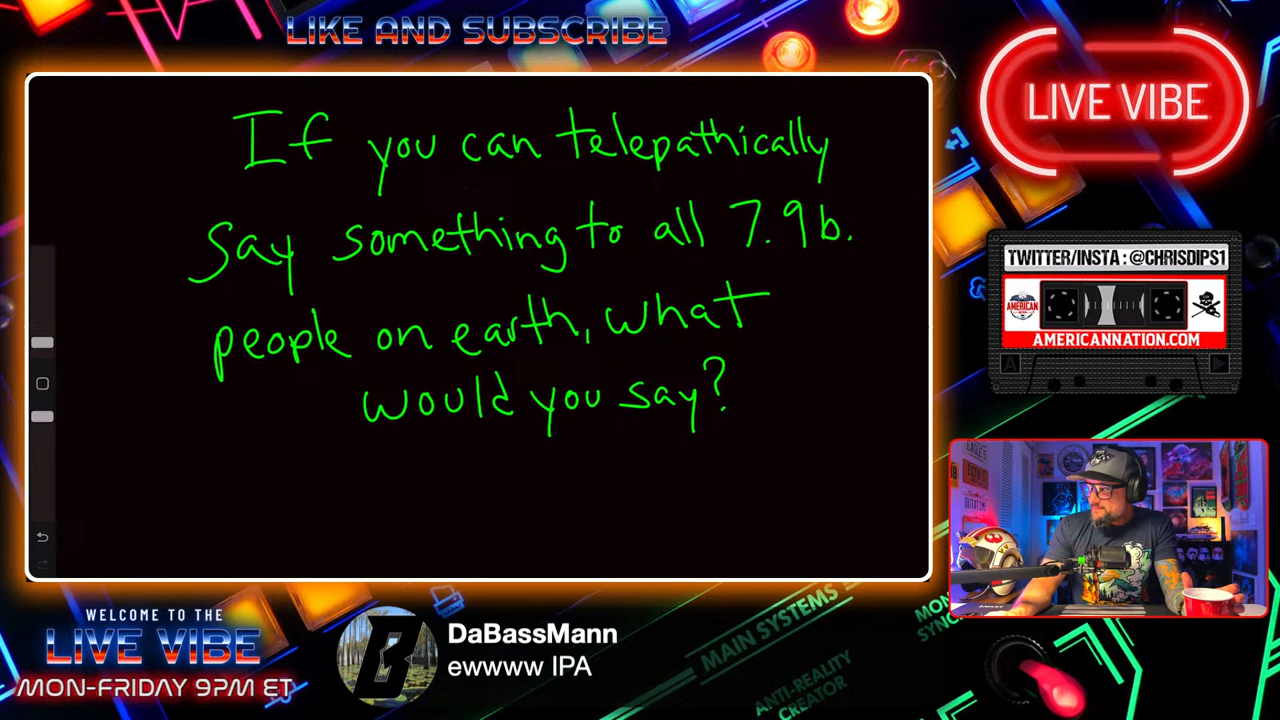 LIKE AND SUBSCRIBE
If you can telepathically
say something to all 7.9 b.
people on earth, what
would you say?
LIVE VIBE
TWITTER/INSTA : @CHRISDIPS1
AMERICAN
AMERICANNATION.COM
A
WELCOME TO THE
LIVE VIBE
MON-FRIDAY 9PM ET
B
DaBassMann
ewwww IPA
MAIN SYSTEMS
ANTI-REALITY
CREATOR